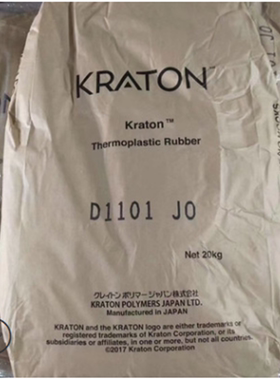 KRATON™
Kraton™
Thermoplastic Rubber
D1101 JO
Net 20kg
クレイトンポリマージャパン株式会社
KRATON POLYMERS JAPAN LTD.
Manufactured in JAPAN
KRATON and the KRATON logo are either trademarks or
registered trademarks of Kraton Corporation, or its
subsidiaries or affiliates, in one or more, but not all countries.
©2017 Kraton Corporation